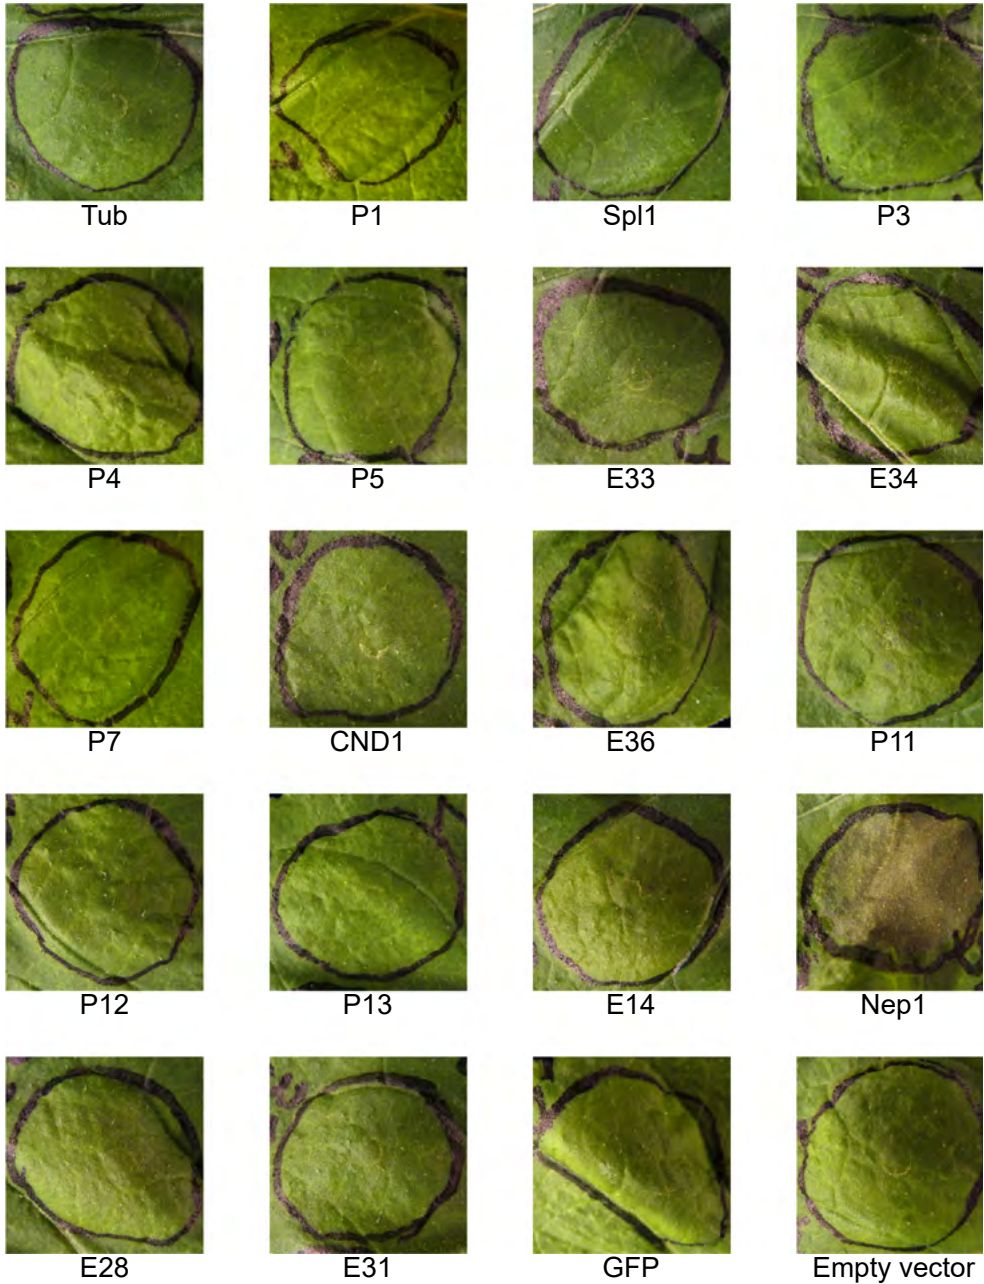 Tub P1 Spl1 P3
P4 P5 E33 E34
P7 CND1 E36 P11
P12 P13 E14 Nep1
E28 E31 GFP Empty vector